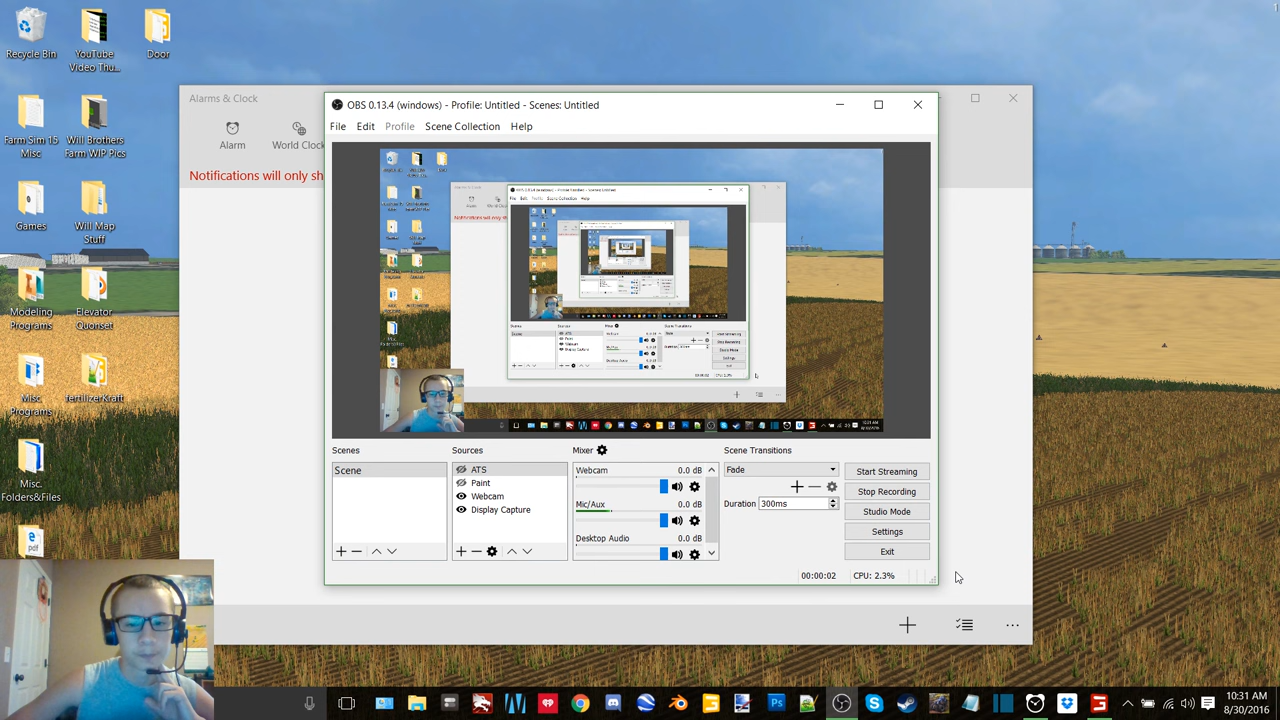 1
Recycle Bin
YouTube Video Thu...
Door
Farm Sim 15 Misc
Will Brothers Farm WIP Pics
Games
Will Map Stuff
Modeling Programs
Elevator Quonset
Misc. Programs
fertilizerKraft
Misc. Folders&Files
pdf
Alarms & Clock
Alarm
World Clock
Notifications will only sh
OBS 0.13.4 (windows) - Profile: Untitled - Scenes: Untitled
File Edit Profile Scene Collection Help
Scenes
Scene
Sources
ATS
Paint
Webcam
Display Capture
Mixer
Webcam 0.0 dB
Mic/Aux 0.0 dB
Desktop Audio 0.0 dB
Scene Transitions
Fade
Duration 300ms
Start Streaming
Stop Recording
Studio Mode
Settings
Exit
00:00:02 CPU: 2.3%
10:31 AM
8/30/2016